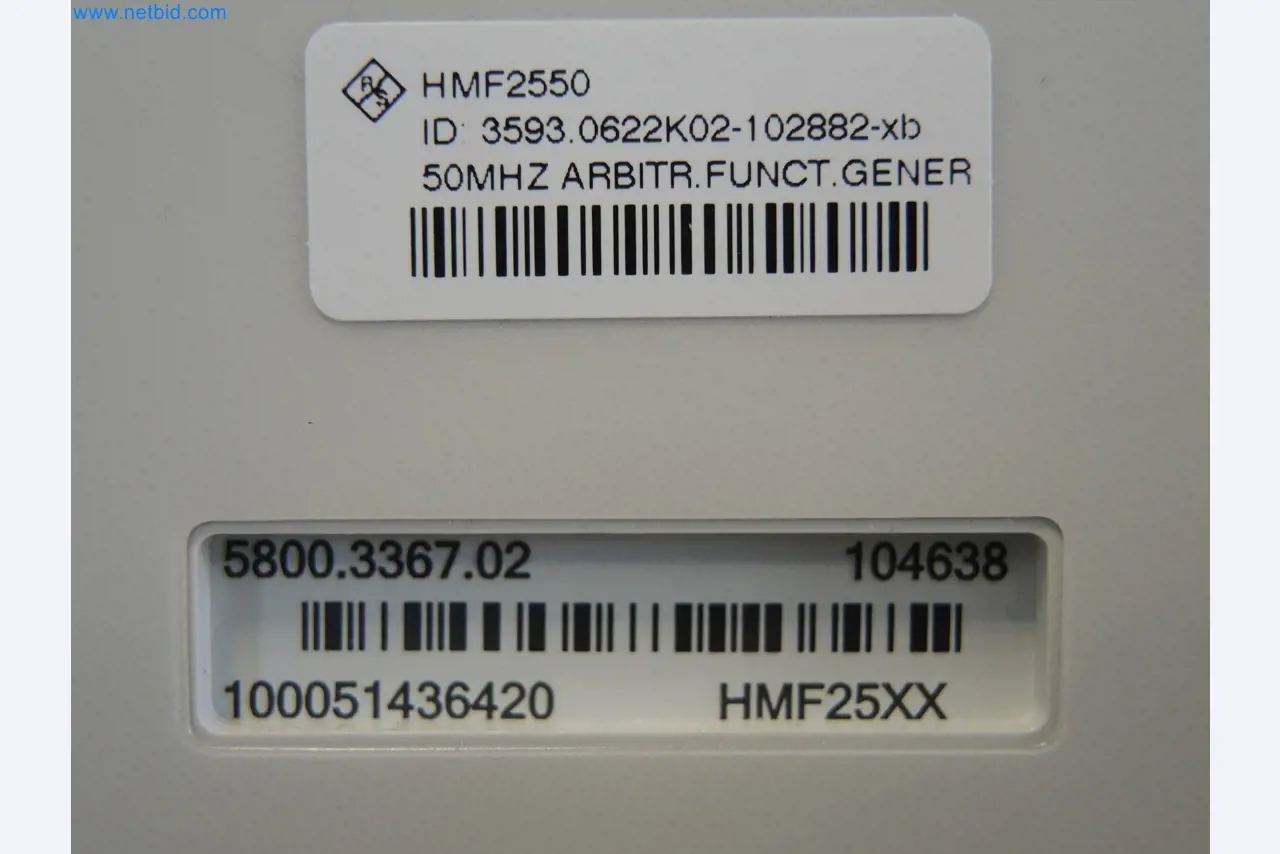 www.netbid.com
R&S
HMF2550
ID: 3593.0622K02-102882-xb
50MHZ ARBITR.FUNCT.GENER
5800.3367.02 104638
100051436420 HMF25XX